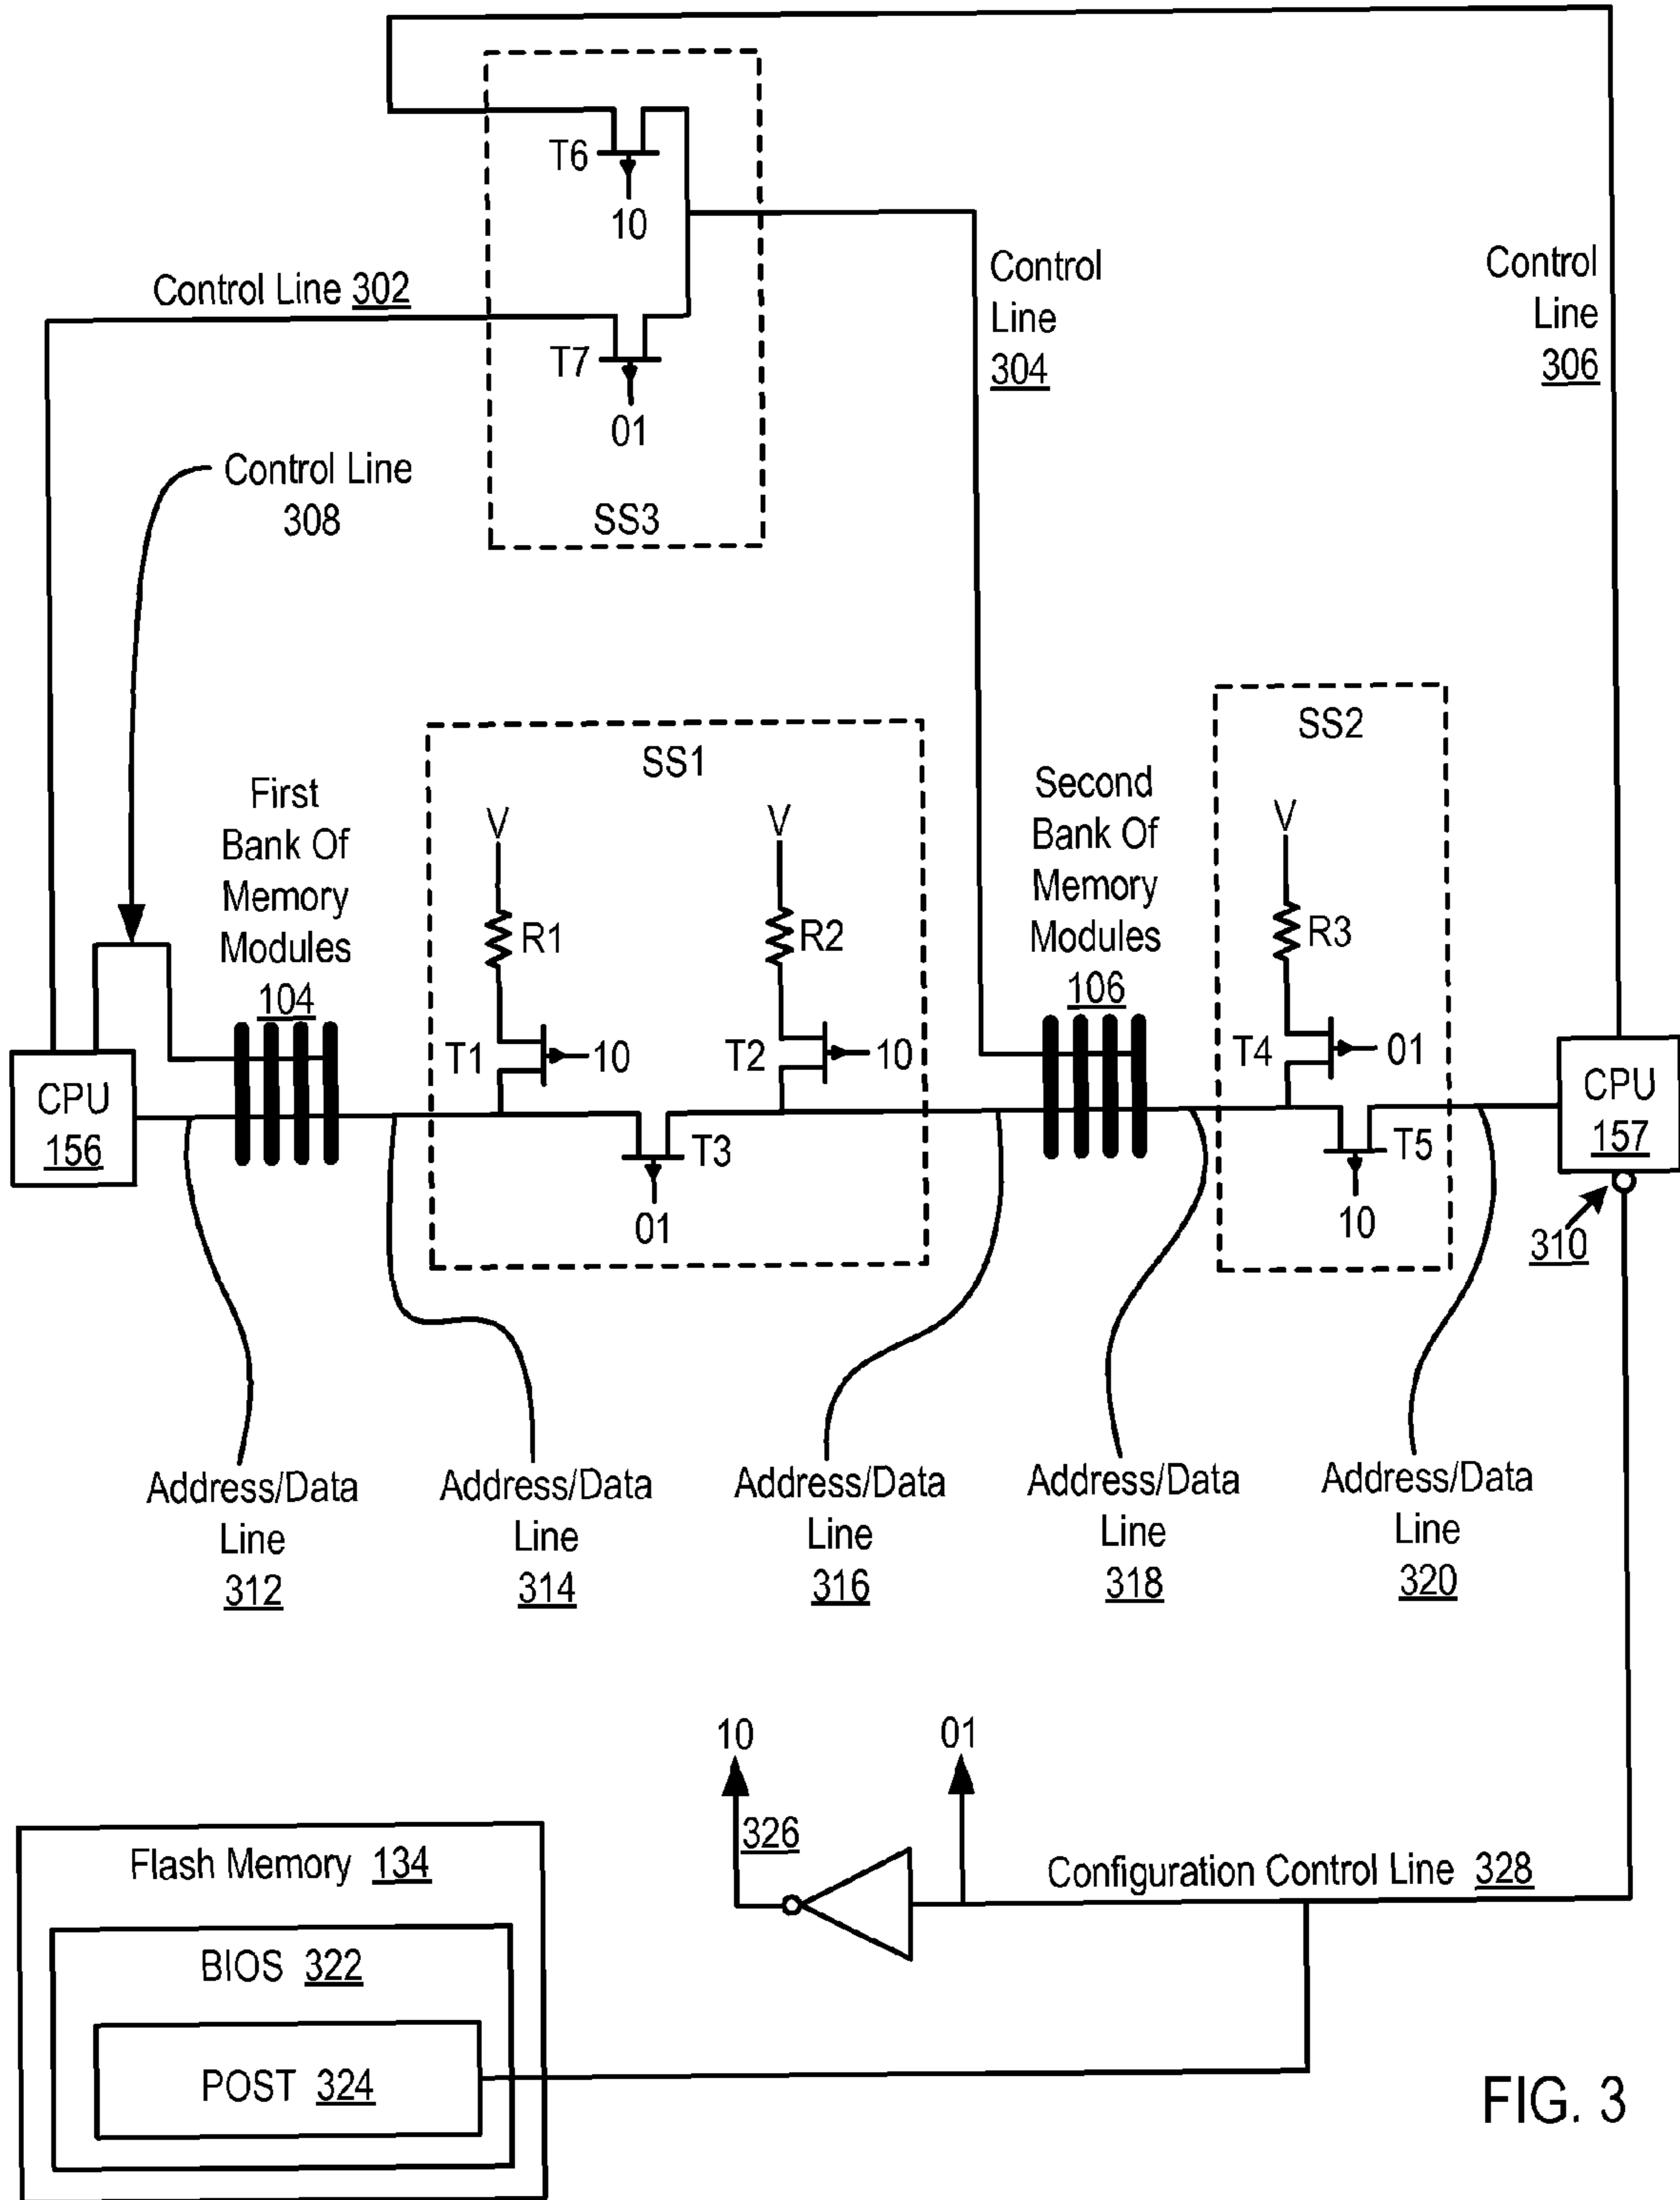 T6
10
Control Line 302
T7
01
SS3
Control
Line
304
Control
Line
306
Control Line
308
First
Bank Of
Memory
Modules
104
SS1
V
R1
T1
10
V
R2
T2
10
T3
01
Second
Bank Of
Memory
Modules
106
SS2
V
R3
T4
01
T5
10
CPU
156
CPU
157
310
Address/Data
Line
312
Address/Data
Line
314
Address/Data
Line
316
Address/Data
Line
318
Address/Data
Line
320
10
01
326
Configuration Control Line 328
Flash Memory 134
BIOS 322
POST 324
FIG. 3